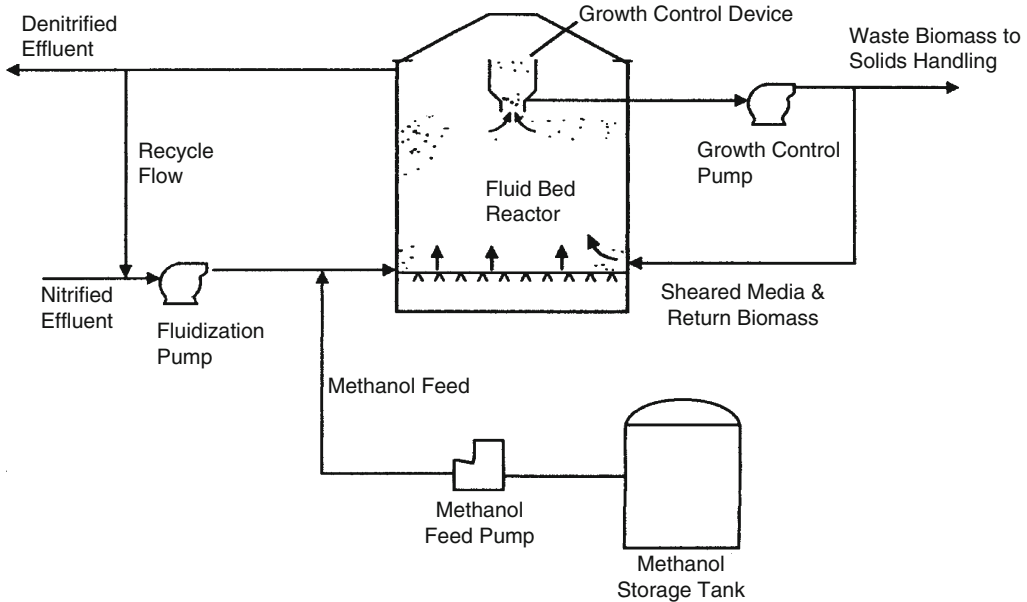 Growth Control Device
Denitrified
Effluent
Waste Biomass to
Solids Handling
Recycle
Flow
Growth Control
Pump
Fluid Bed
Reactor
Nitrified
Effluent
Fluidization
Pump
Sheared Media &
Return Biomass
Methanol Feed
Methanol
Feed Pump
Methanol
Storage Tank